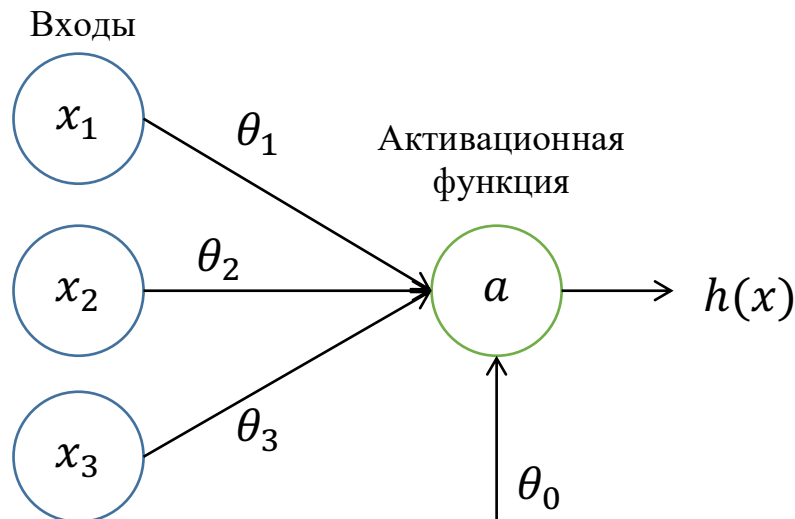 Входы
x₁
θ₁
Активационная
функция
x₂
θ₂
a
h(x)
x₃
θ₃
θ₀